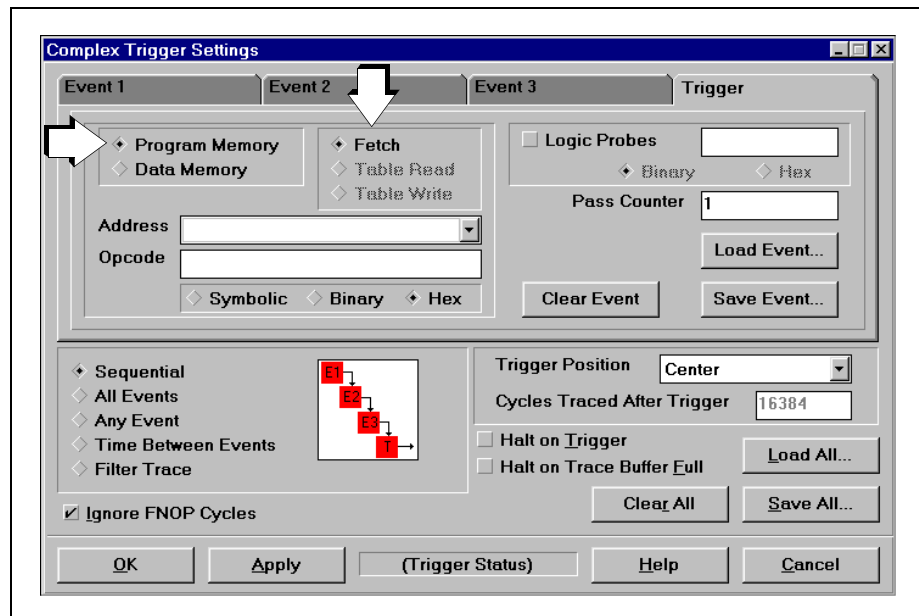 Complex Trigger Settings
Event 1
Event 2
Event 3
Trigger
Program Memory
Data Memory
Fetch
Table Read
Table Write
Logic Probes
Binary
Hex
Pass Counter
1
Address
Opcode
Symbolic
Binary
Hex
Load Event...
Clear Event
Save Event...
Sequential
All Events
Any Event
Time Between Events
Filter Trace
E1
E2
E3
T
Trigger Position
Center
Cycles Traced After Trigger
16384
Halt on Trigger
Halt on Trace Buffer Full
Load All...
Ignore FNOP Cycles
Clear All
Save All...
OK
Apply
(Trigger Status)
Help
Cancel